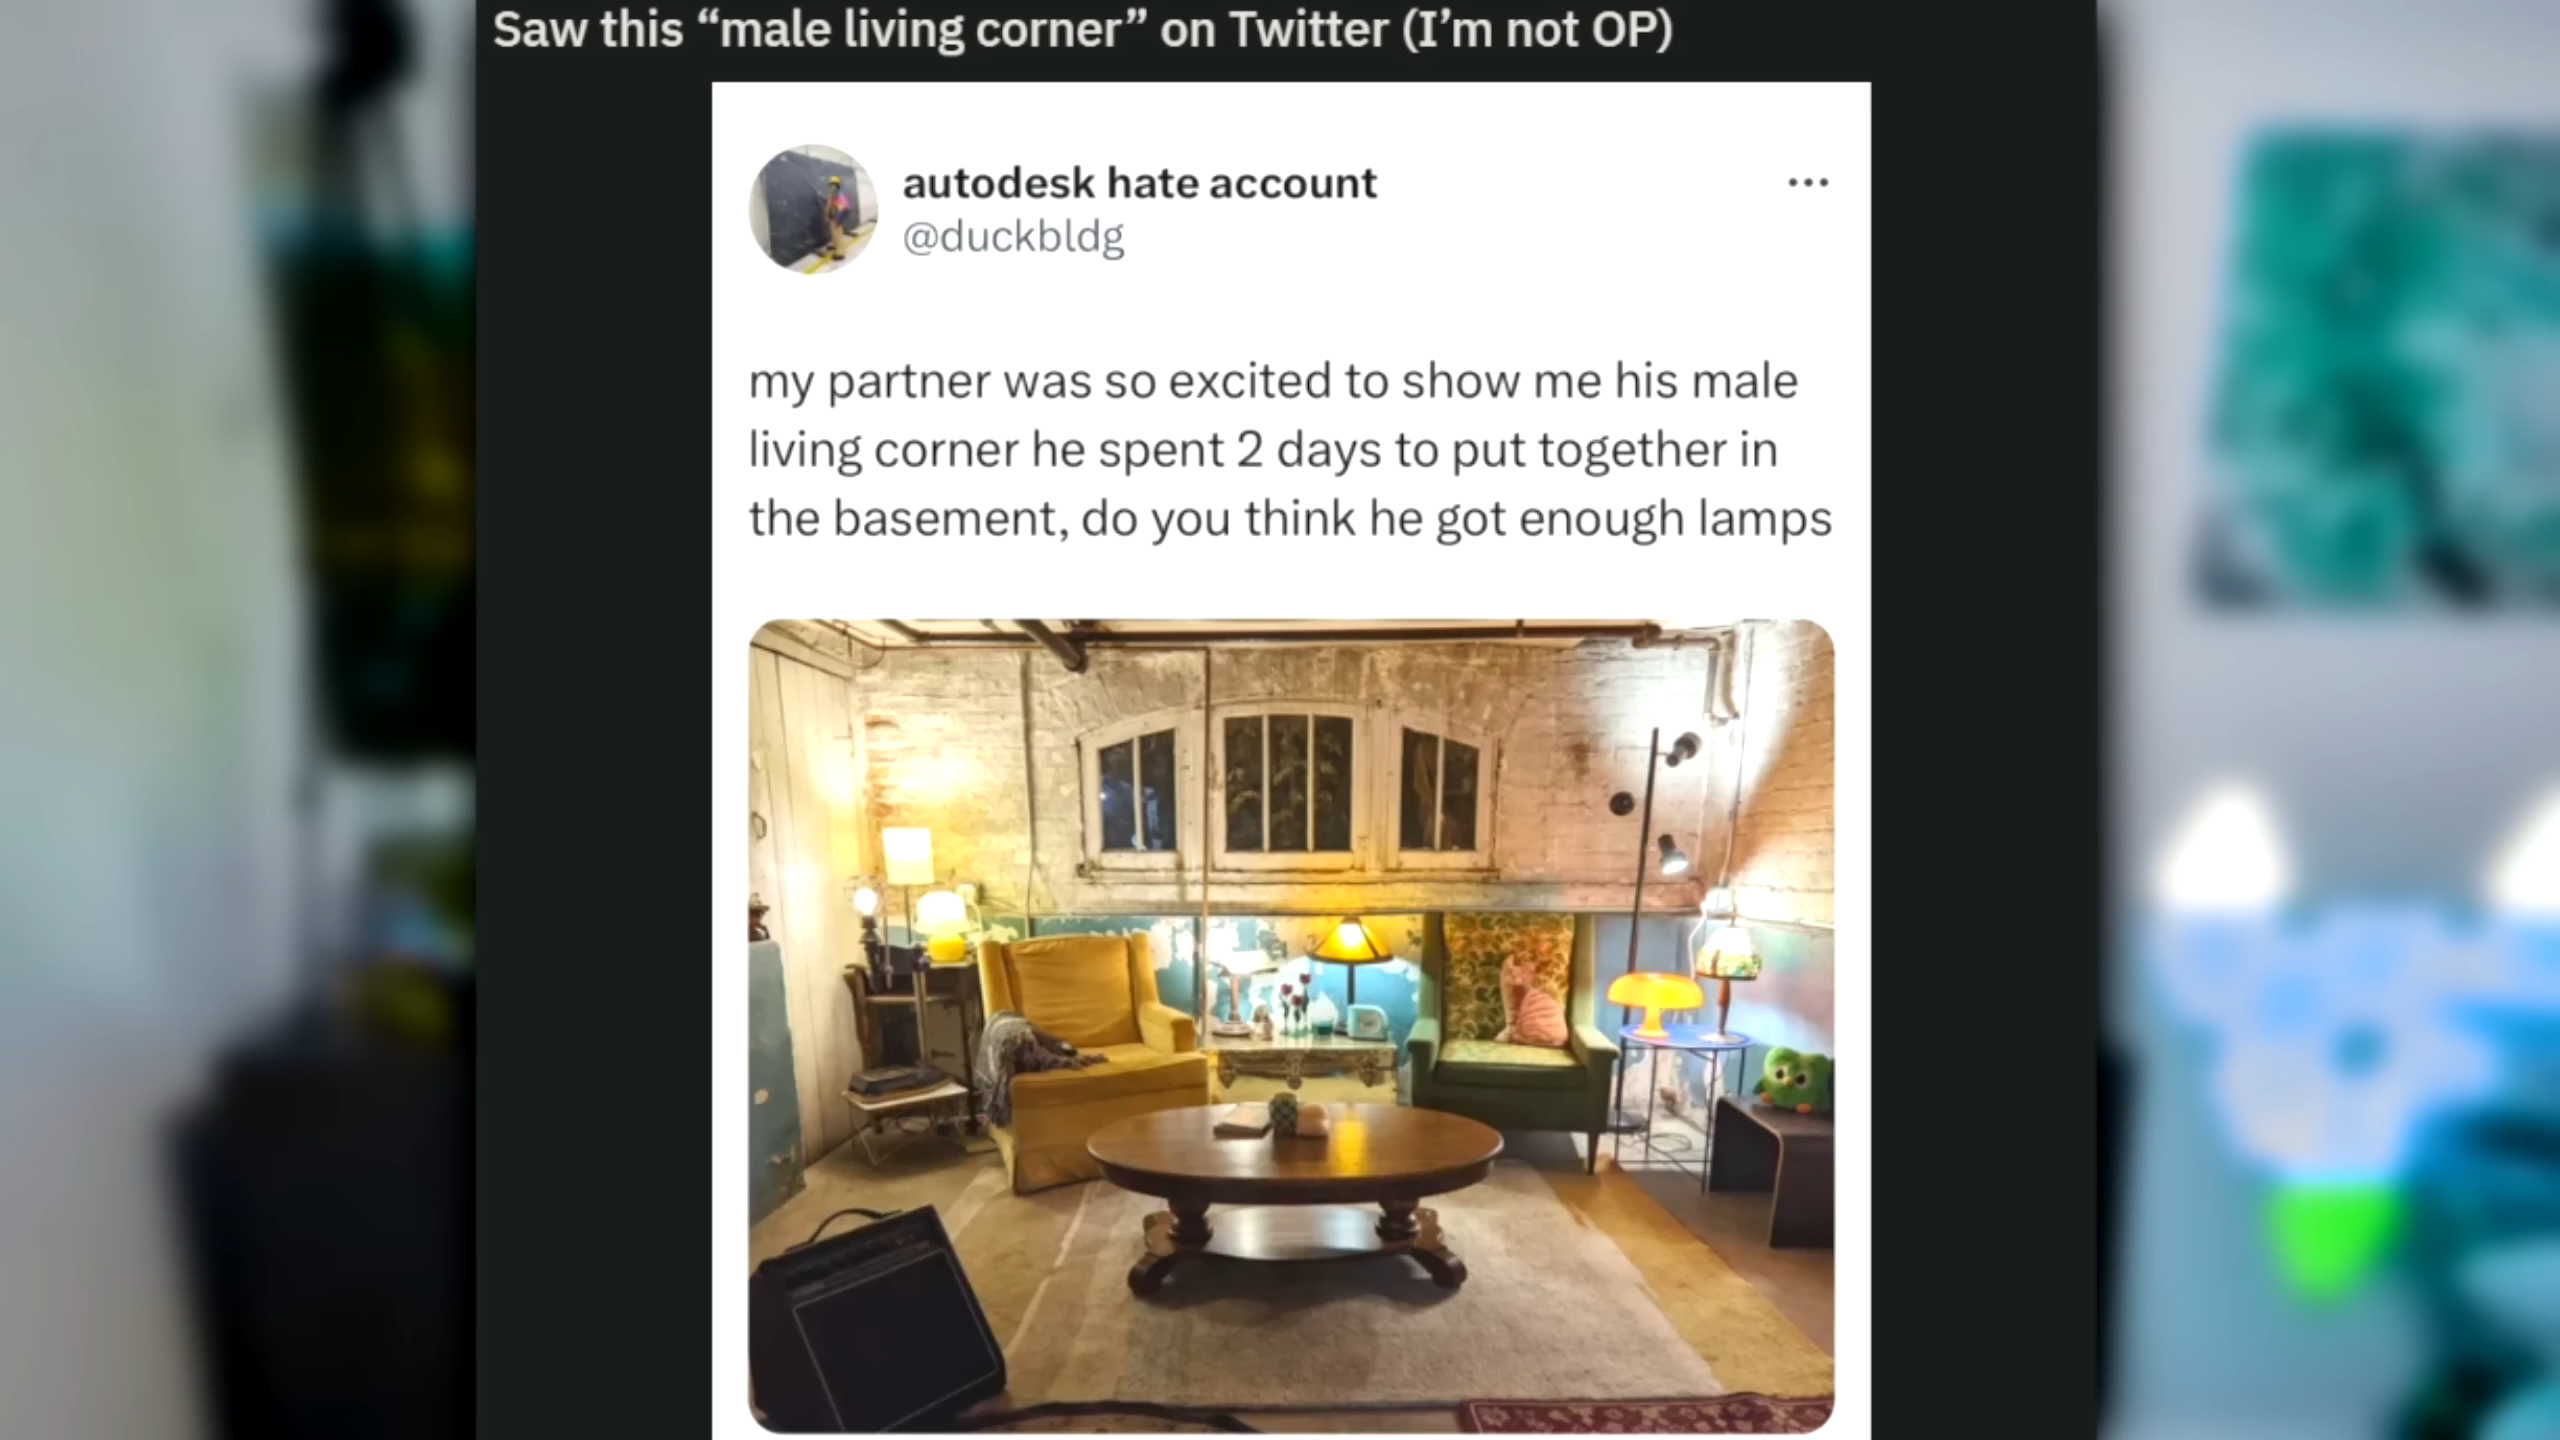 Saw this “male living corner” on Twitter (I’m not OP)
autodesk hate account
@duckbldg
my partner was so excited to show me his male
living corner he spent 2 days to put together in
the basement, do you think he got enough lamps